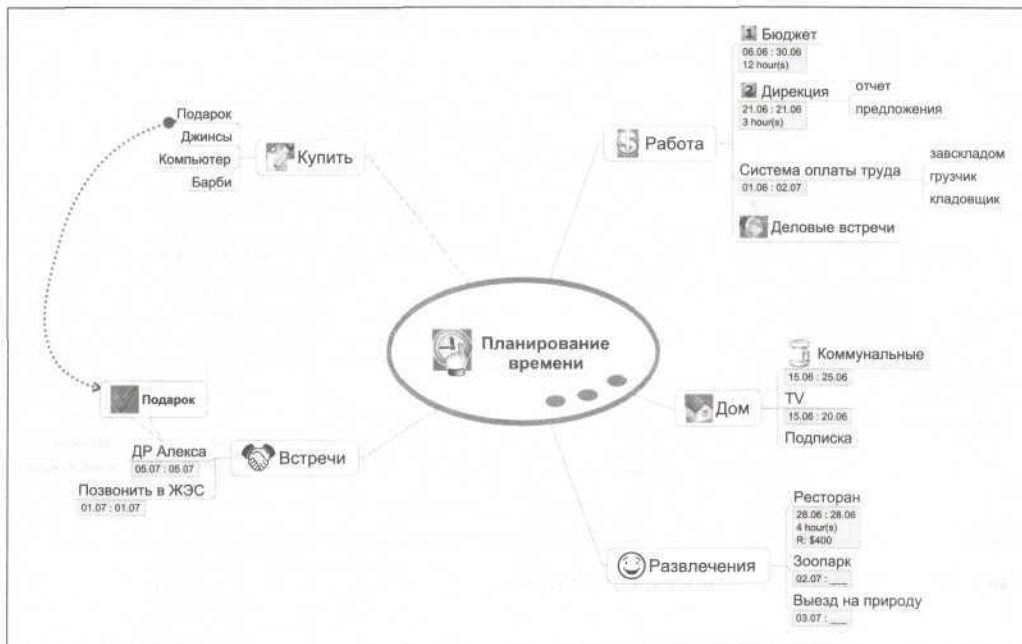 Планирование
времени
Работа
1 Бюджет
06.06 : 30.06
12 hour(s)
2 Дирекция
21.06 : 21.06
3 hour(s)
отчет
предложения
Система оплаты труда
01.06 : 02.07
завскладом
грузчик
кладовщик
Деловые встречи
Дом
Коммунальные
15.06 : 25.06
TV
15.06 : 20.06
Подписка
Развлечения
Ресторан
28.06 : 28.06
4 hour(s)
R: $400
Зоопарк
02.07 : ___
Выезд на природу
03.07 : ___
Встречи
Подарок
ДР Алекса
05.07 : 05.07
Позвонить в ЖЭС
01.07 : 01.07
Купить
Подарок
Джинсы
Компьютер
Барби